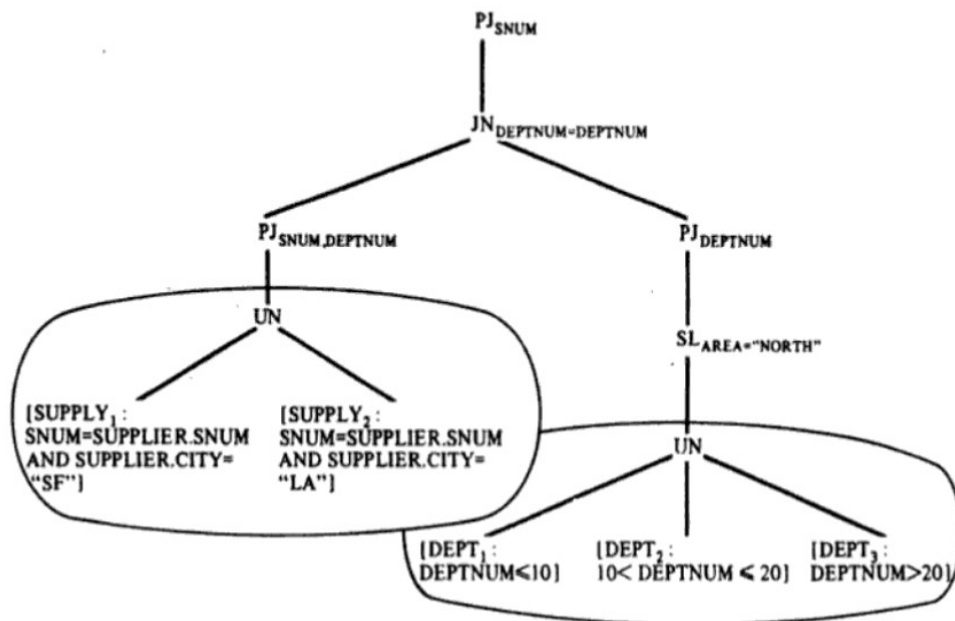 PJSNUM
JNDEPTNUM=DEPTNUM
PJSNUM,DEPTNUM
PJDEPTNUM
UN
SLAREA="NORTH"
[SUPPLY1:
SNUM=SUPPLIER.SNUM
AND SUPPLIER.CITY=
"SF"]
[SUPPLY2:
SNUM=SUPPLIER.SNUM
AND SUPPLIER.CITY=
"LA"]
UN
[DEPT1:
DEPTNUM⩽10]
[DEPT2:
10< DEPTNUM ⩽ 20]
[DEPT3:
DEPTNUM>20]